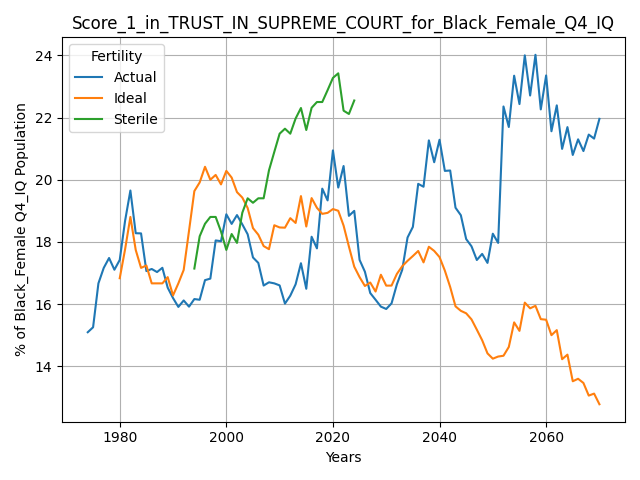 Score_1_in_TRUST_IN_SUPREME_COURT_for_Black_Female_Q4_IQ
Fertility
Actual
Ideal
Sterile
% of Black_Female Q4_IQ Population
24
22
20
18
16
14
1980
2000
2020
2040
2060
Years